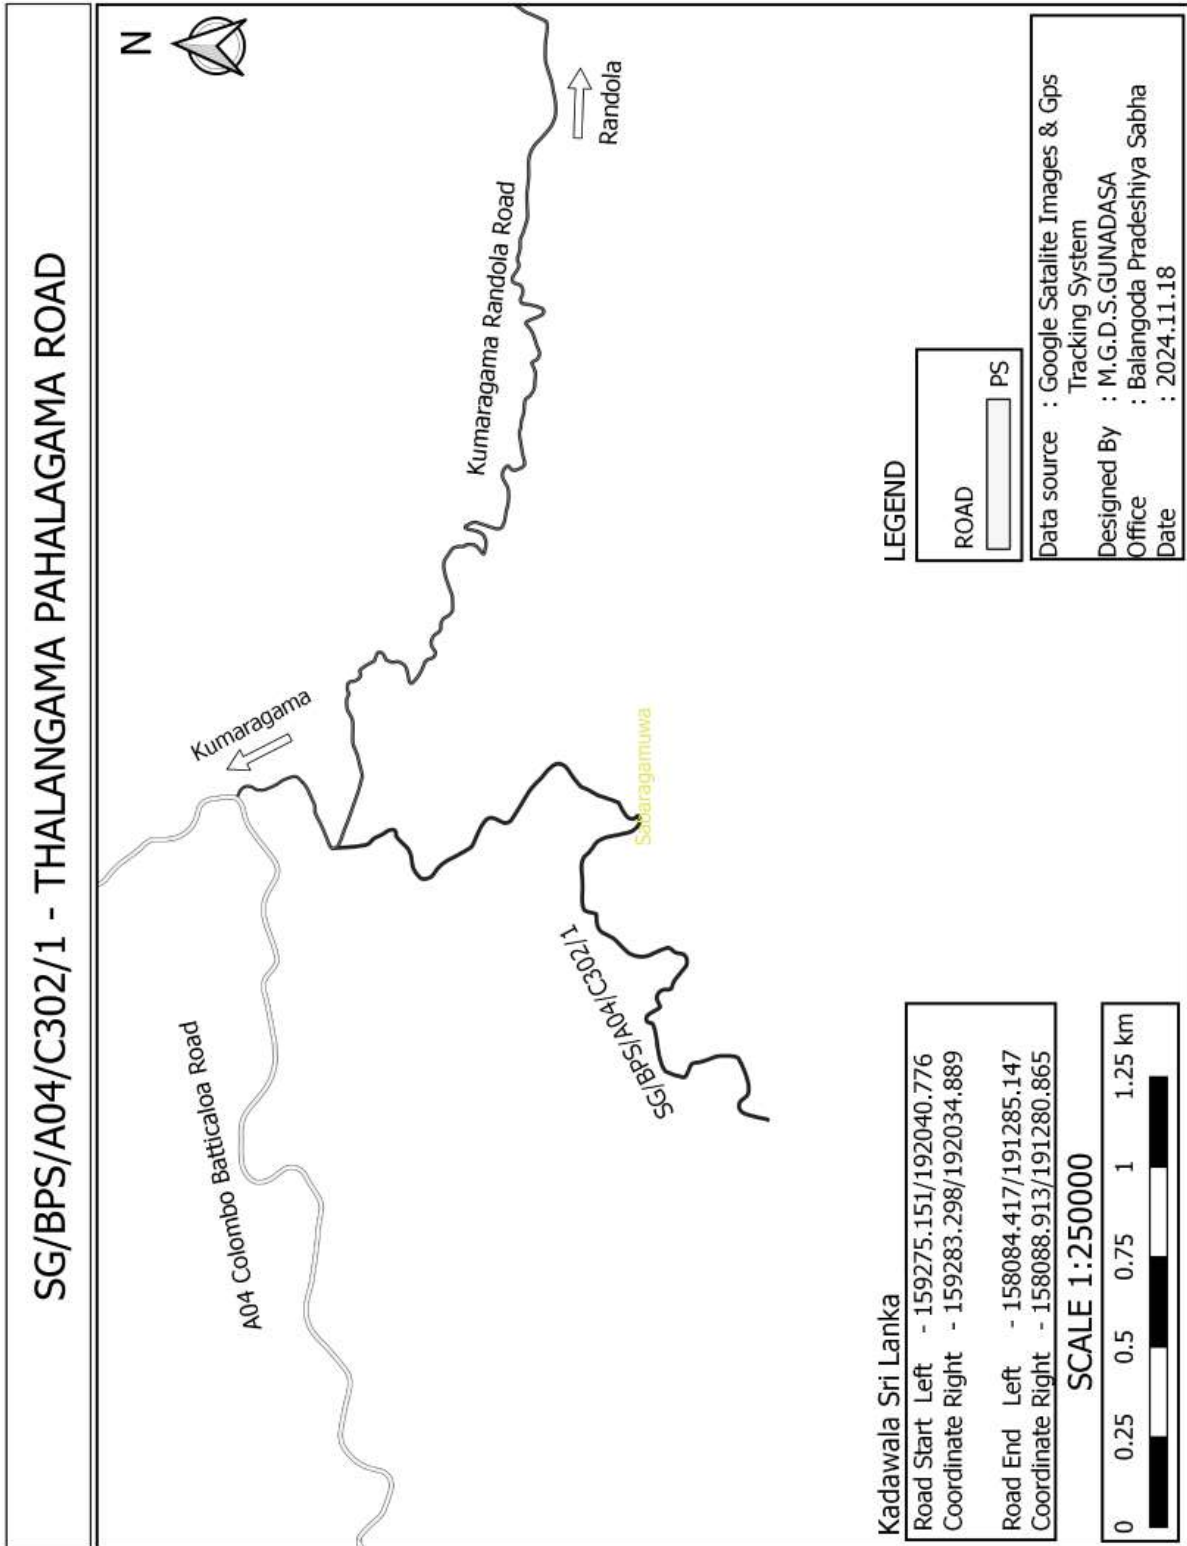 SG/BPS/A04/C302/1 - THALANGAMA PAHALAGAMA ROAD
N
Kumaragama
A04 Colombo Batticaloa Road
Kumaragama Randola Road
Randola
Sabaragamuwa
SG/BPS/A04/C302/1
Kadawala Sri Lanka
Road Start Left - 159275.151/192040.776
Coordinate Right - 159283.298/192034.889
Road End Left - 158084.417/191285.147
Coordinate Right - 158088.913/191280.865
SCALE 1:250000
0 0.25 0.5 0.75 1 1.25 km
LEGEND
ROAD
PS
Data source : Google Satalite Images & Gps
Tracking System
Designed By : M.G.D.S.GUNADASA
Office : Balangoda Pradeshiya Sabha
Date : 2024.11.18